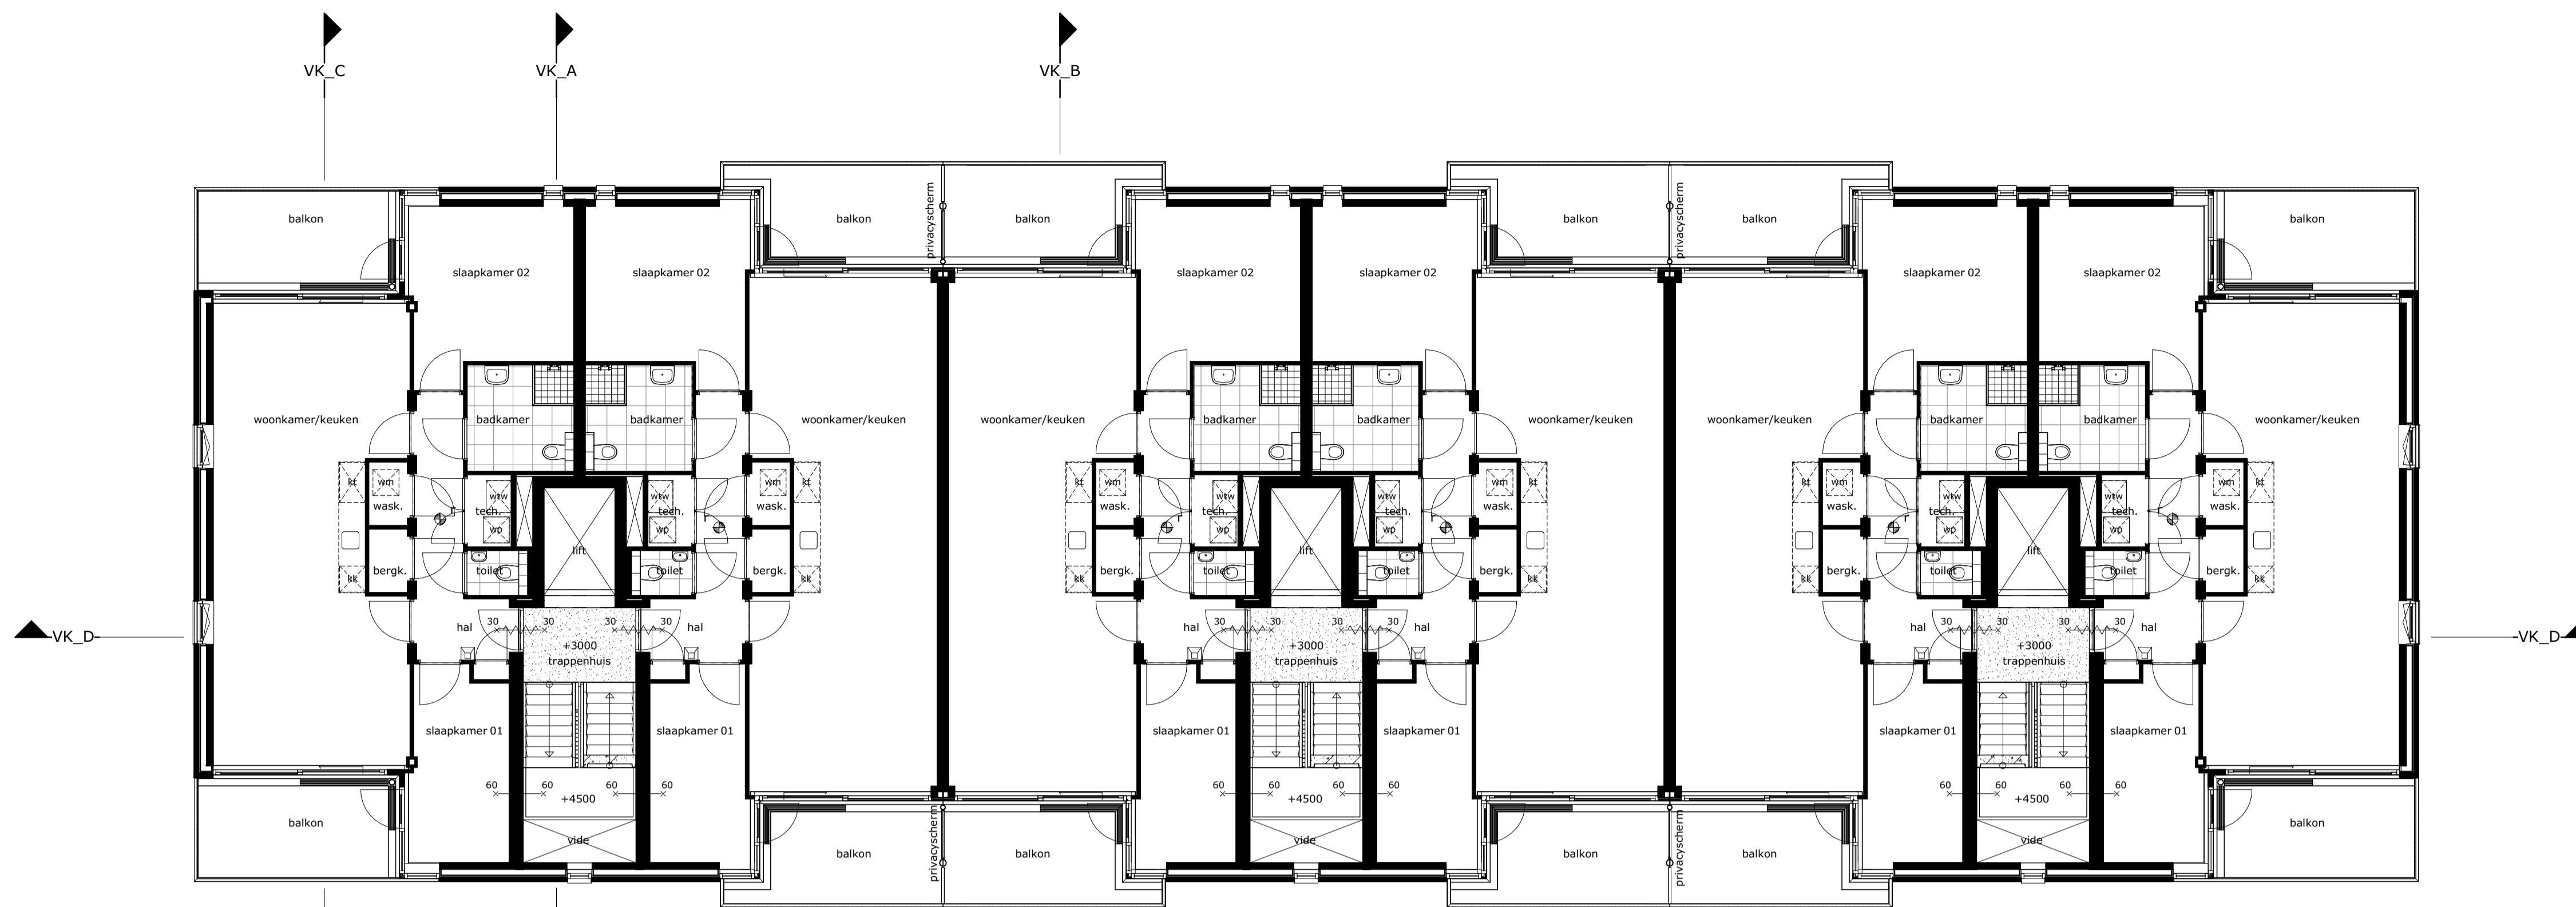 VK_C
VK_A
VK_B
balkon
balkon
privacyscherm
balkon
balkon
privacyscherm
balkon
balkon
slaapkamer 02
slaapkamer 02
slaapkamer 02
slaapkamer 02
slaapkamer 02
slaapkamer 02
woonkamer/keuken
badkamer
badkamer
woonkamer/keuken
woonkamer/keuken
badkamer
badkamer
woonkamer/keuken
woonkamer/keuken
badkamer
badkamer
woonkamer/keuken
kt
wm
wtw
wtw
wm
kt
kt
wm
wtw
wtw
wm
kt
kt
wm
wtw
wtw
wm
kt
wask.
r
tech.
tech.
r
wask.
wask.
r
tech.
tech.
r
wask.
wask.
r
tech.
tech.
r
wask.
wp
wp
wp
wp
wp
wp
lift
lift
lift
kk
bergk.
toilet
toilet
bergk.
kk
kk
bergk.
toilet
toilet
bergk.
kk
kk
bergk.
toilet
toilet
bergk.
kk
VK_D
hal
30
30
30
30
hal
hal
30
30
30
30
hal
hal
30
30
30
30
hal
VK_D
+3000
trappenhuis
+3000
trappenhuis
+3000
trappenhuis
slaapkamer 01
slaapkamer 01
slaapkamer 01
slaapkamer 01
slaapkamer 01
slaapkamer 01
60
60
60
60
60
60
60
60
60
60
60
60
+4500
+4500
+4500
balkon
balkon
privacyscherm
balkon
balkon
privacyscherm
balkon
balkon
vide
vide
vide